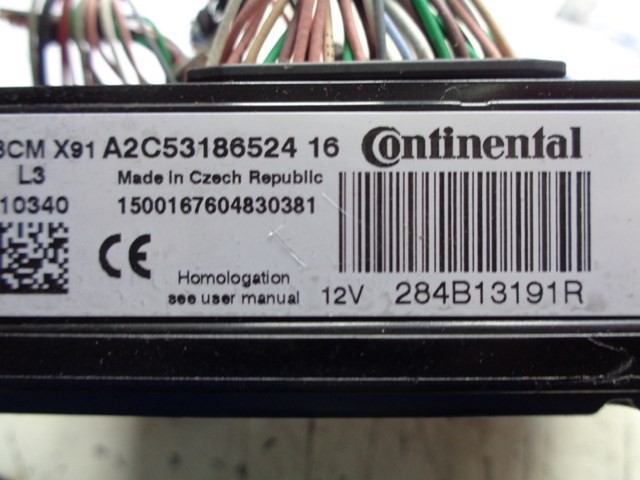 BCM X91 A2C53186524 16 Continental
L3 Made in Czech Republic
10340 1500167604830381
CE
Homologation
see user manual 12V 284B13191R